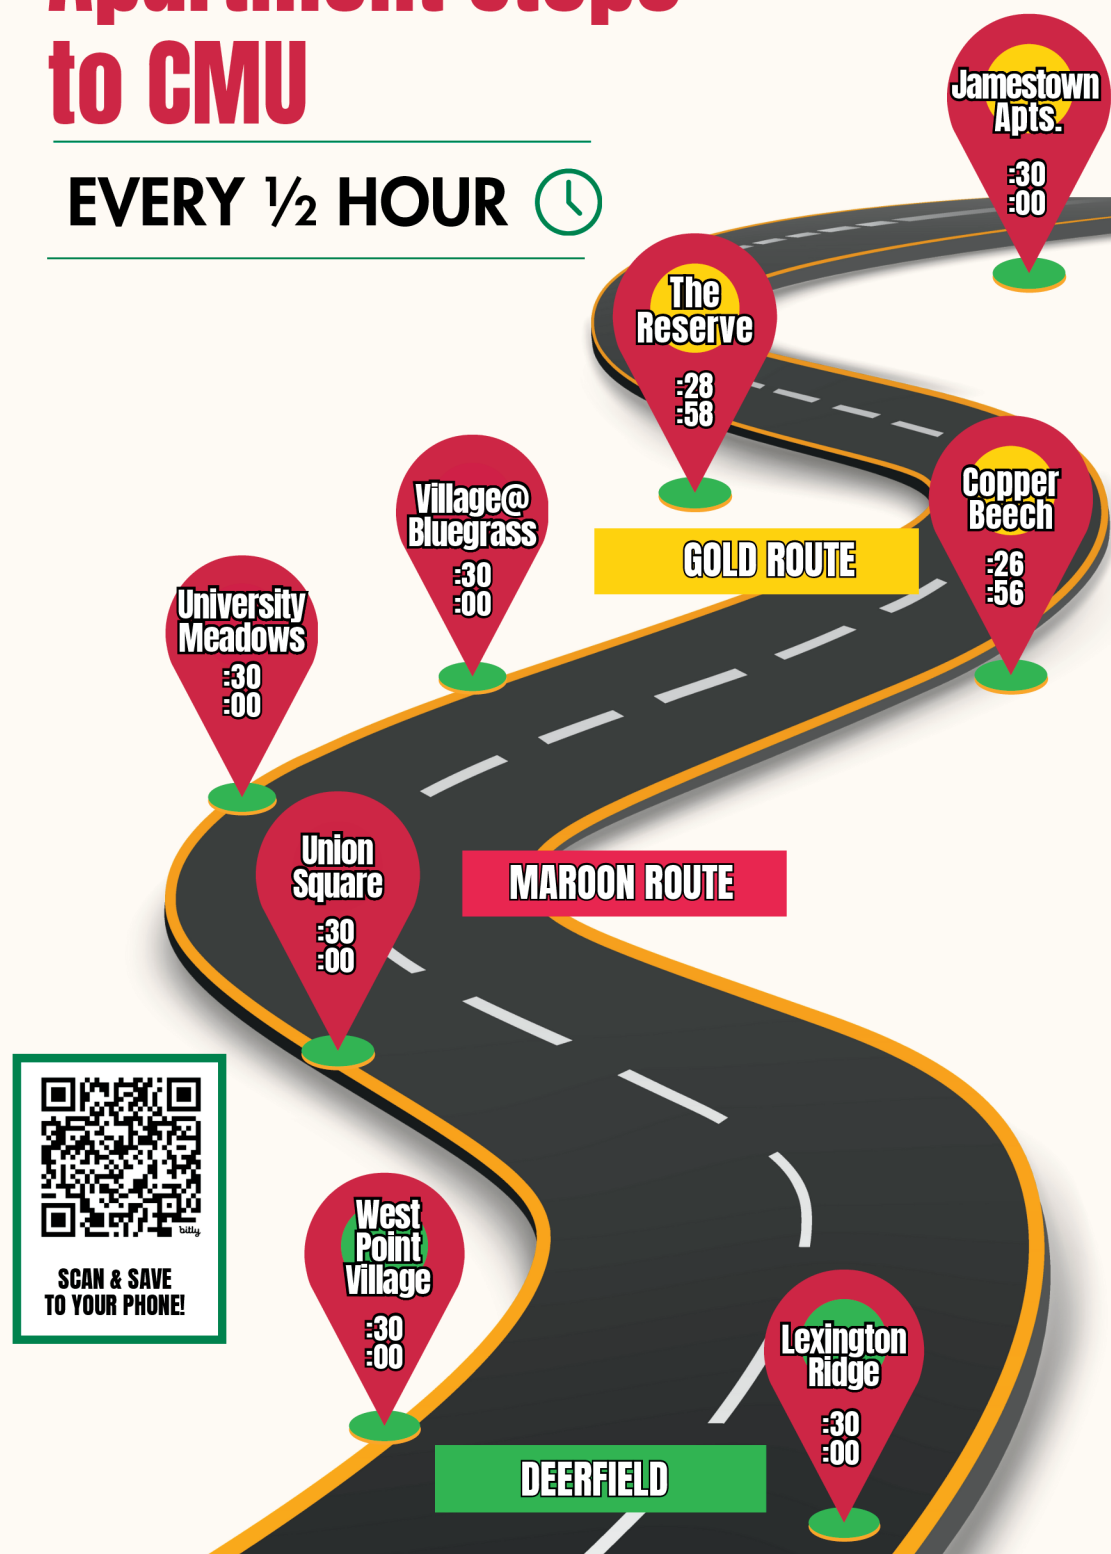 Apartment Stops
to CMU
EVERY ½ HOUR
Jamestown
Apts.
:30
:00
The
Reserve
:28
:58
Copper
Beech
:26
:56
GOLD ROUTE
Village@
Bluegrass
:30
:00
University
Meadows
:30
:00
Union
Square
:30
:00
MAROON ROUTE
bitly
SCAN & SAVE
TO YOUR PHONE!
West
Point
Village
:30
:00
Lexington
Ridge
:30
:00
DEERFIELD